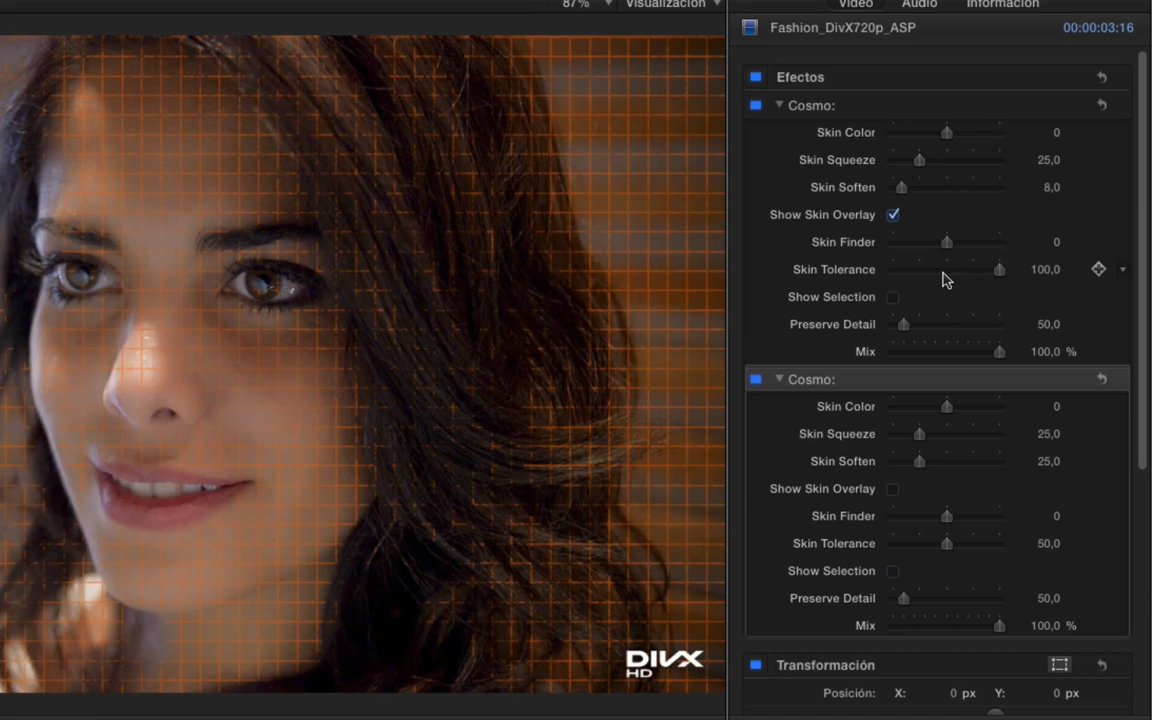 87% Visualización
Vídeo Audio Información
Fashion_DivX720p_ASP 00:00:03:16
Efectos
Cosmo:
Skin Color 0
Skin Squeeze 25,0
Skin Soften 8,0
Show Skin Overlay
Skin Finder 0
Skin Tolerance 100,0
Show Selection
Preserve Detail 50,0
Mix 100,0 %
Cosmo:
Skin Color 0
Skin Squeeze 25,0
Skin Soften 25,0
Show Skin Overlay
Skin Finder 0
Skin Tolerance 50,0
Show Selection
Preserve Detail 50,0
Mix 100,0 %
Transformación
Posición: X: 0 px Y: 0 px
DIVX
HD